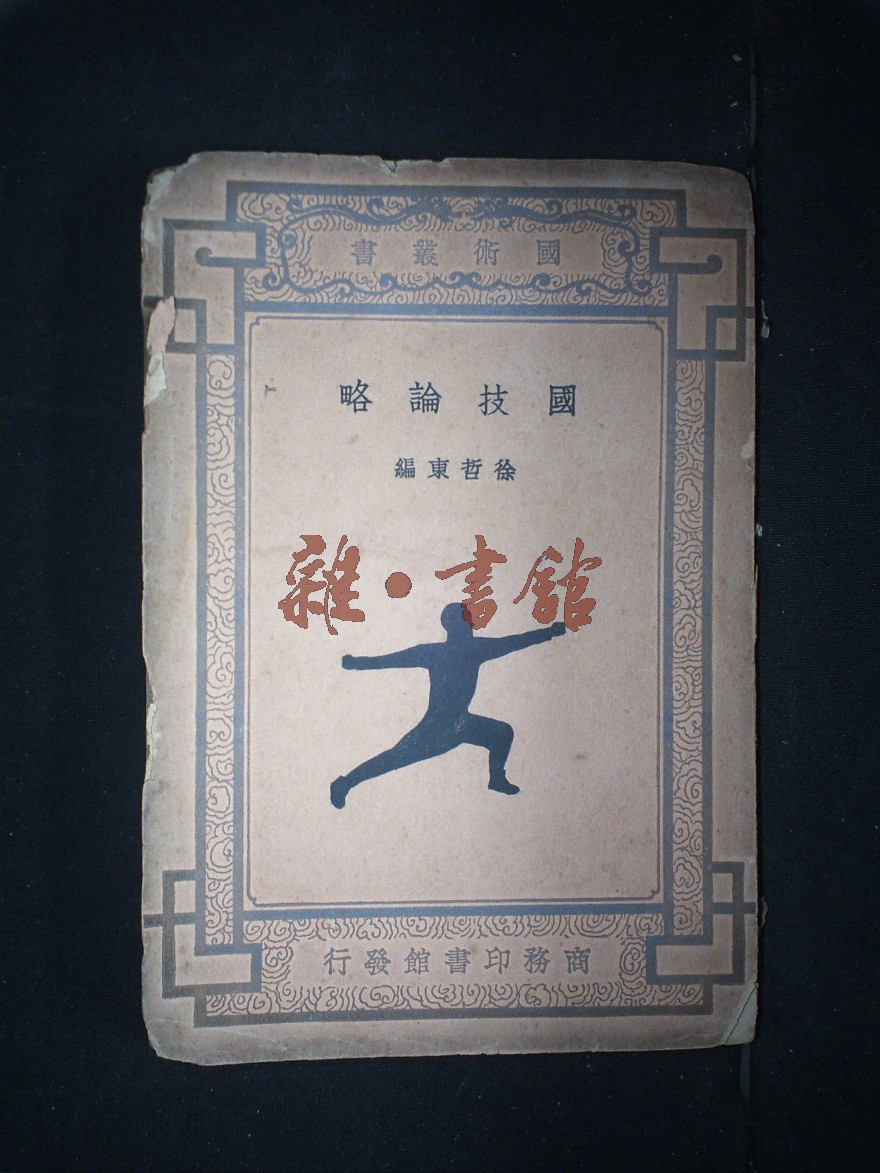 國術叢書
國技論略
徐哲東編
雜·書館
商務印書館發行